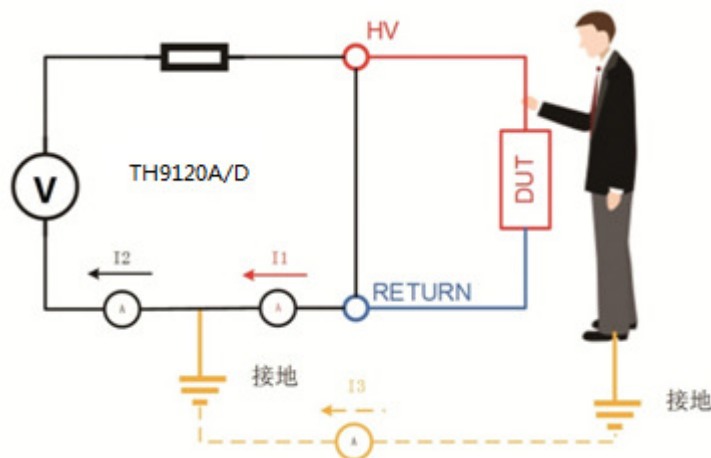 HV
V
TH9120A/D
DUT
I2
I1
A
A
RETURN
接地
I3
A
接地